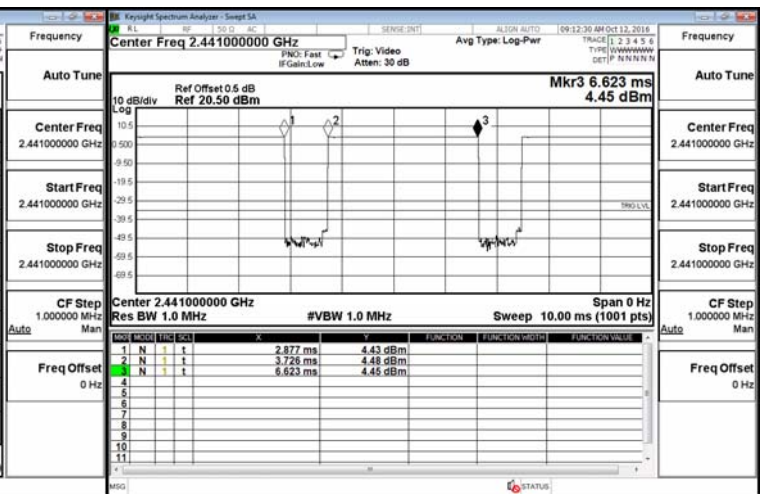 Frequency
Auto Tune
Center Freq
2.441000000 GHz
Start Freq
2.441000000 GHz
Stop Freq
2.441000000 GHz
CF Step
1.000000 MHz
Auto Man
Freq Offset
0 Hz
Keysight Spectrum Analyzer - Swept SA
RL RF 50 Ω AC SENSE:INT ALIGN AUTO 09:12:30 AM Oct 12, 2016
Center Freq 2.441000000 GHz
PNO: Fast
IFGain:Low
Trig: Video
Atten: 30 dB
Avg Type: Log-Pwr
TRACE 1 2 3 4 5 6
TYPE WWWWWW
DET P NNNNN
Ref Offset 0.5 dB
10 dB/div Ref 20.50 dBm
Log
Mkr3 6.623 ms
4.45 dBm
10.5
0.500
-9.50
-19.5
-29.5
-39.5
-49.5
-59.5
-69.5
1
2
3
TRIG LVL
Center 2.441000000 GHz Span 0 Hz
Res BW 1.0 MHz #VBW 1.0 MHz Sweep 10.00 ms (1001 pts)
MKR MODE TRC SCL X Y FUNCTION FUNCTION WIDTH FUNCTION VALUE
1 N 1 t 2.877 ms 4.43 dBm
2 N 1 t 3.726 ms 4.48 dBm
3 N 1 t 6.623 ms 4.45 dBm
4
5
6
7
8
9
10
11
MSG STATUS
Frequency
Auto Tune
Center Freq
2.441000000 GHz
Start Freq
2.441000000 GHz
Stop Freq
2.441000000 GHz
CF Step
1.000000 MHz
Auto Man
Freq Offset
0 Hz